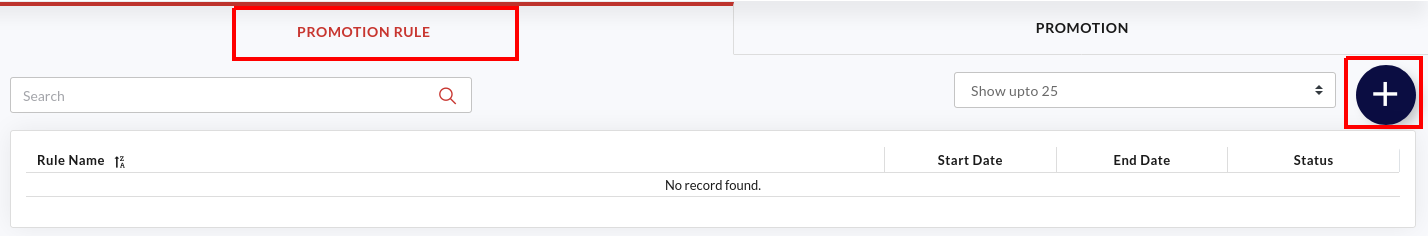 PROMOTION RULE
PROMOTION
Search
Show upto 25
Rule Name Start Date End Date Status
No record found.